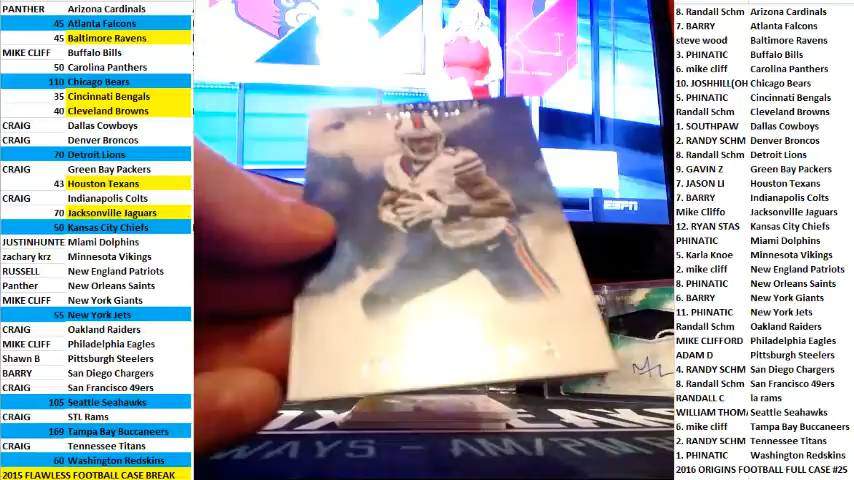 PANTHER Arizona Cardinals
45 Atlanta Falcons
45 Baltimore Ravens
MIKE CLIFF Buffalo Bills
50 Carolina Panthers
110 Chicago Bears
35 Cincinnati Bengals
40 Cleveland Browns
CRAIG Dallas Cowboys
CRAIG Denver Broncos
70 Detroit Lions
CRAIG Green Bay Packers
43 Houston Texans
CRAIG Indianapolis Colts
70 Jacksonville Jaguars
50 Kansas City Chiefs
JUSTINHUNTE Miami Dolphins
zachary krz Minnesota Vikings
RUSSELL New England Patriots
Panther New Orleans Saints
MIKE CLIFF New York Giants
55 New York Jets
CRAIG Oakland Raiders
MIKE CLIFF Philadelphia Eagles
Shawn B Pittsburgh Steelers
BARRY San Diego Chargers
CRAIG San Francisco 49ers
105 Seattle Seahawks
CRAIG STL Rams
169 Tampa Bay Buccaneers
CRAIG Tennessee Titans
60 Washington Redskins
2015 FLAWLESS FOOTBALL CASE BREAK
ESPN
WAYS - ANY
8. Randall Schm Arizona Cardinals
7. BARRY Atlanta Falcons
steve wood Baltimore Ravens
3. PHINATIC Buffalo Bills
6. mike cliff Carolina Panthers
10. JOSHHILL(OH Chicago Bears
5. PHINATIC Cincinnati Bengals
Randall Schm Cleveland Browns
1. SOUTHPAW Dallas Cowboys
2. RANDY SCHM Denver Broncos
8. Randall Schm Detroit Lions
9. GAVIN Z Green Bay Packers
7. JASON LI Houston Texans
7. BARRY Indianapolis Colts
Mike Cliffo Jacksonville Jaguars
12. RYAN STAS Kansas City Chiefs
PHINATIC Miami Dolphins
5. Karla Knoe Minnesota Vikings
2. mike cliff New England Patriots
8. PHINATIC New Orleans Saints
6. BARRY New York Giants
11. PHINATIC New York Jets
Randall Schm Oakland Raiders
MIKE CLIFFORD Philadelphia Eagles
ADAM D Pittsburgh Steelers
4. RANDY SCHM San Diego Chargers
8. Randall Schm San Francisco 49ers
RANDALL C la rams
WILLIAM THOM Seattle Seahawks
6. mike cliff Tampa Bay Buccaneers
2. RANDY SCHM Tennessee Titans
1. PHINATIC Washington Redskins
2016 ORIGINS FOOTBALL FULL CASE #25